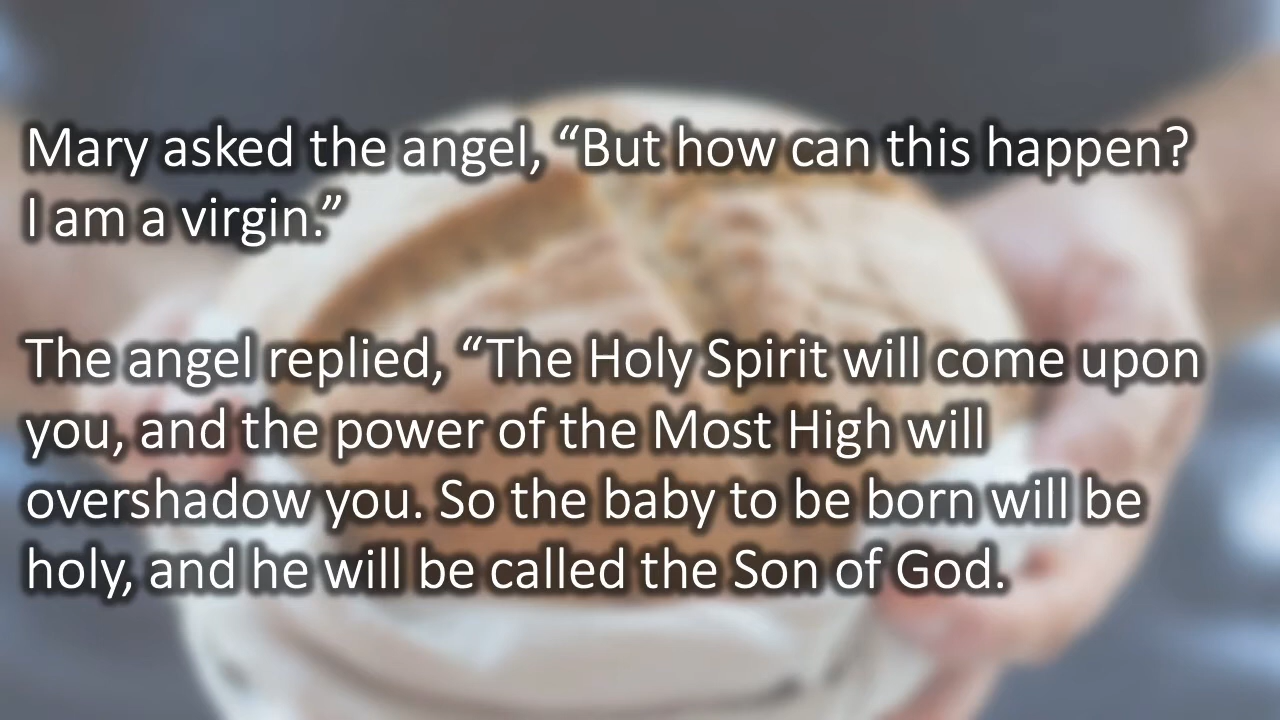 Mary asked the angel, “But how can this happen?
I am a virgin.”
The angel replied, “The Holy Spirit will come upon
you, and the power of the Most High will
overshadow you. So the baby to be born will be
holy, and he will be called the Son of God.